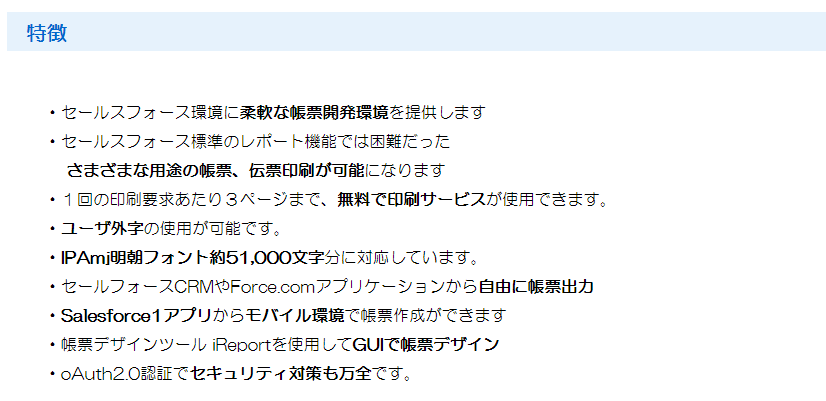 特徴
・セールスフォース環境に柔軟な帳票開発環境を提供します
・セールスフォース標準のレポート機能では困難だった
さまざまな用途の帳票、伝票印刷が可能になります
・１回の印刷要求あたり３ページまで、無料で印刷サービスが使用できます。
・ユーザ外字の使用が可能です。
・IPAmj明朝フォント約51,000文字分に対応しています。
・セールフォースCRMやForce.comアプリケーションから自由に帳票出力
・Salesforce1アプリからモバイル環境で帳票作成ができます
・帳票デザインツール iReportを使用してGUIで帳票デザイン
・oAuth2.0認証でセキュリティ対策も万全です。